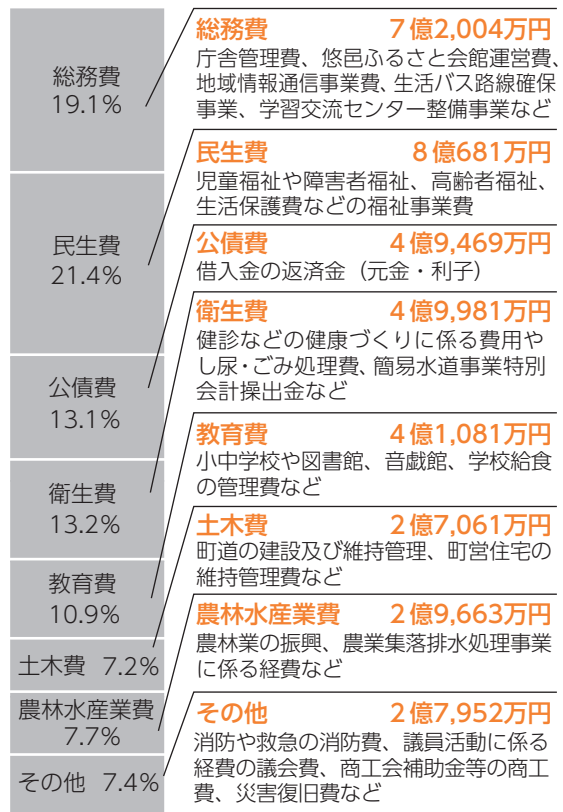 総務費
19.1%
民生費
21.4%
公債費
13.1%
衛生費
13.2%
教育費
10.9%
土木費 7.2%
農林水産業費
7.7%
その他 7.4%
総務費 7億2,004万円
庁舎管理費、悠邑ふるさと会館運営費、
地域情報通信事業費、生活バス路線確保
事業、学習交流センター整備事業など
民生費 8億681万円
児童福祉や障害者福祉、高齢者福祉、
生活保護費などの福祉事業費
公債費 4億9,469万円
借入金の返済金（元金・利子）
衛生費 4億9,981万円
健診などの健康づくりに係る費用や
し尿・ごみ処理費、簡易水道事業特別
会計操出金など
教育費 4億1,081万円
小中学校や図書館、音戯館、学校給食
の管理費など
土木費 2億7,061万円
町道の建設及び維持管理、町営住宅の
維持管理費など
農林水産業費 2億9,663万円
農林業の振興、農業集落排水処理事業
に係る経費など
その他 2億7,952万円
消防や救急の消防費、議員活動に係る
経費の議会費、商工会補助金等の商工
費、災害復旧費など